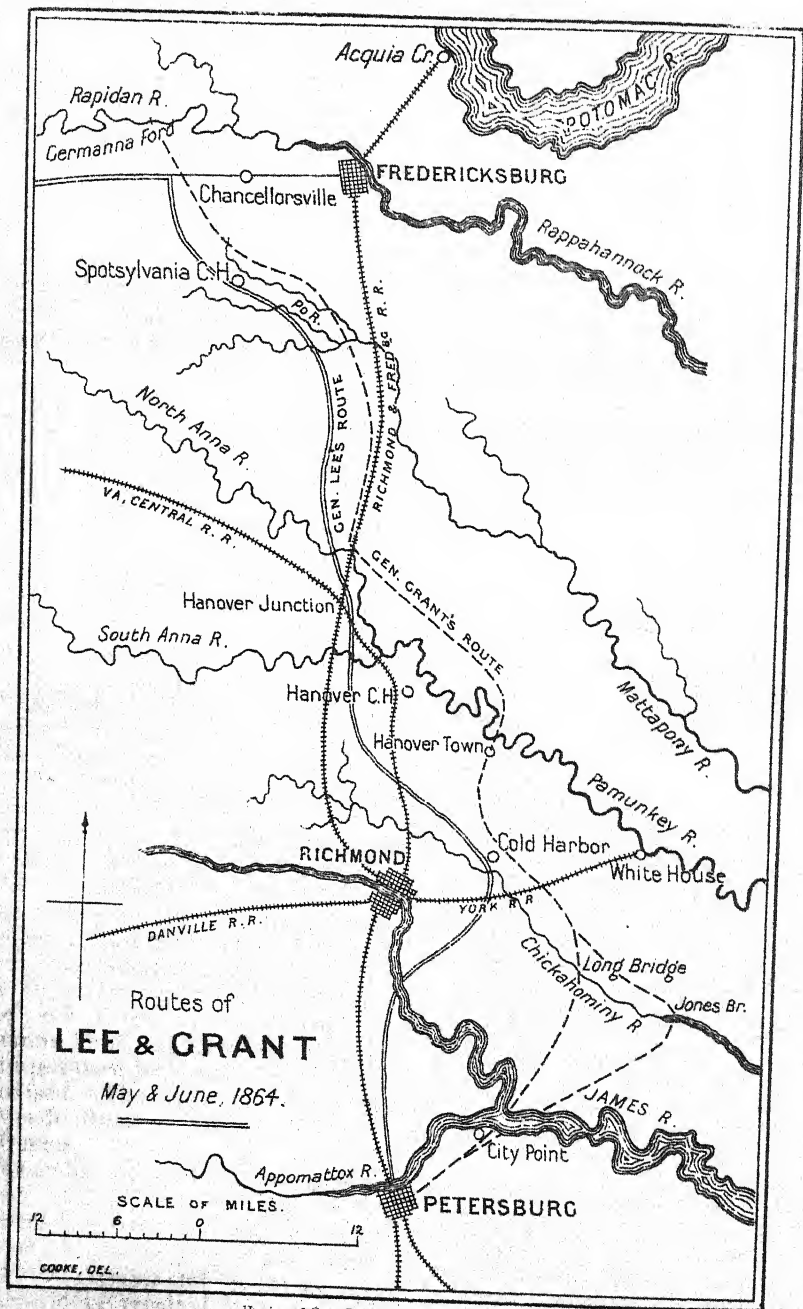 Acquia Cr.
POTOMAC R.
Rapidan R.
Germanna Ford
FREDERICKSBURG
Chancellorsville
Rappahannock R.
Spotsylvania C.H.
Po R.
RICHMOND & FRED'BG R. R.
GEN. LEE'S ROUTE
North Anna R.
VA, CENTRAL R. R.
GEN. GRANT'S ROUTE
Hanover Junction
South Anna R.
Hanover C.H.
Mattapony R.
Hanover Town
Pamunkey R.
Cold Harbor
RICHMOND
White House
YORK R R
DANVILLE R.R.
Long Bridge
Chickahominy R
Jones Br.
Routes of
LEE & GRANT
May & June, 1864.
JAMES R.
City Point
Appomattox R.
PETERSBURG
SCALE OF MILES.
12 6 0 12
COOKE, DEL.